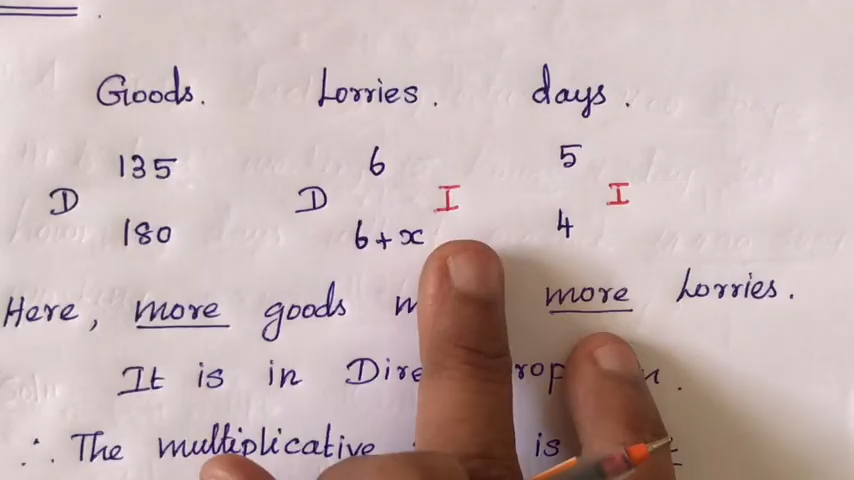 Goods. Lorries. days.
135 6 5
D D I I
180 6+x 4
Here, more goods more Lorries.
It is in
∴ The multiplicative is